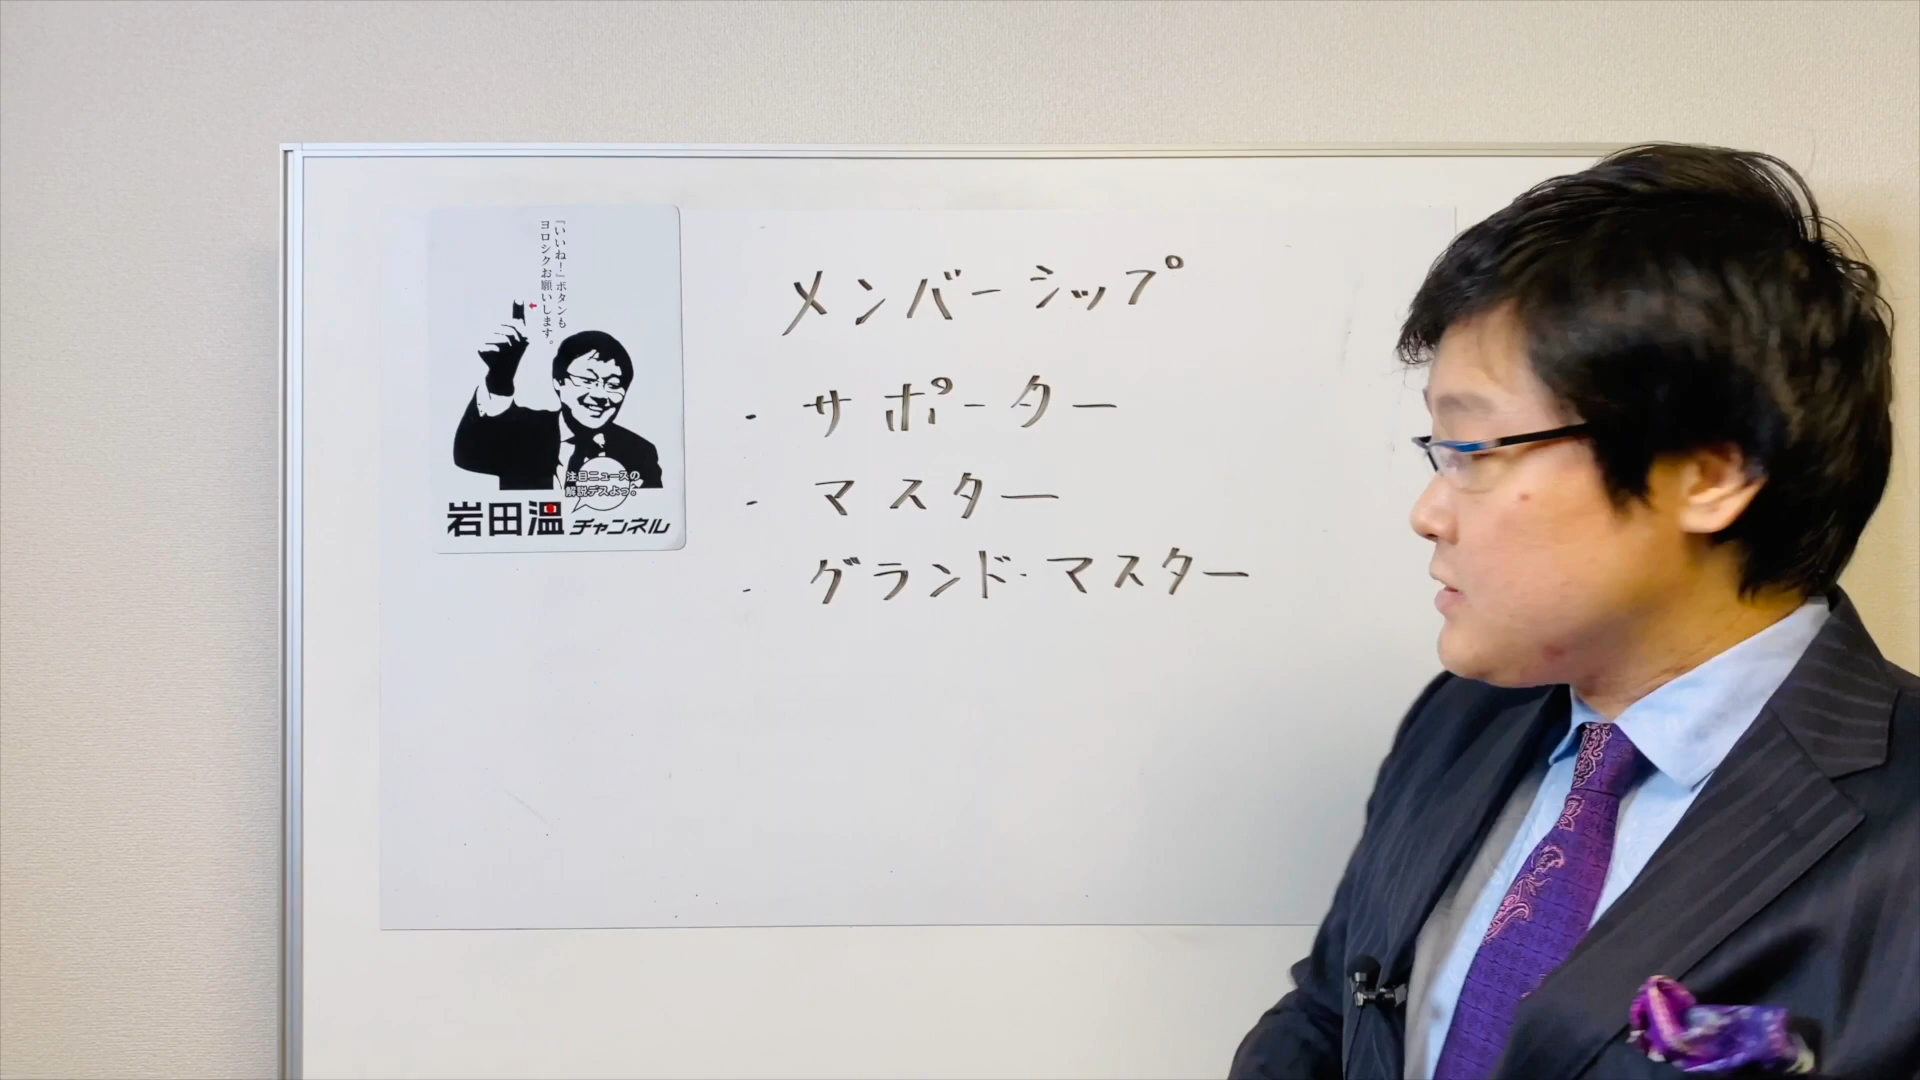 「いいね！」ボタンも
ヨロシクお願いします。
注目ニュースの
解説デスよっ。
岩田温チャンネル
メンバーシップ
・サポーター
・マスター
・グランド・マスター